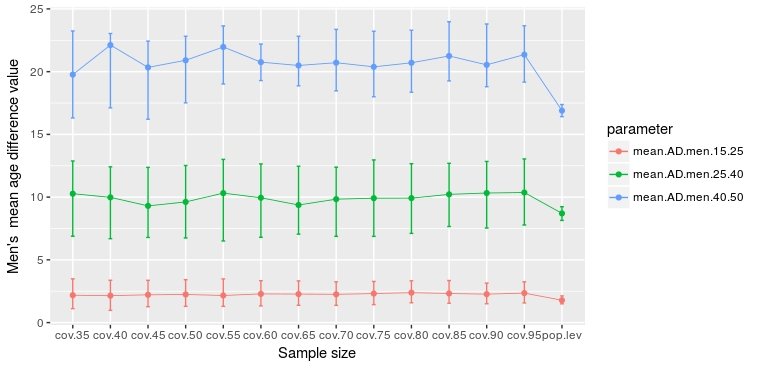 25
20
15
10
5
0
Men's mean age difference value
cov.35 cov.40 cov.45 cov.50 cov.55 cov.60 cov.65 cov.70 cov.75 cov.80 cov.85 cov.90 cov.95 pop.lev
Sample size
parameter
mean.AD.men.15.25
mean.AD.men.25.40
mean.AD.men.40.50